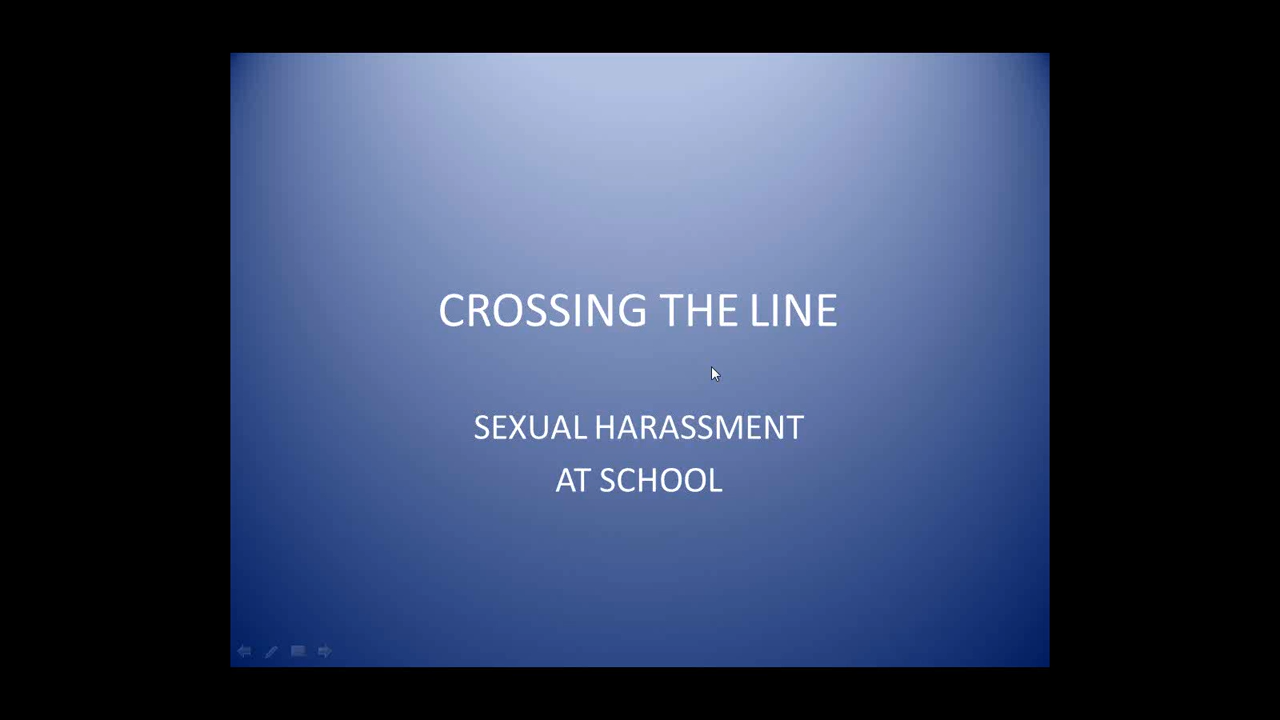 CROSSING THE LINE
SEXUAL HARASSMENT
AT SCHOOL